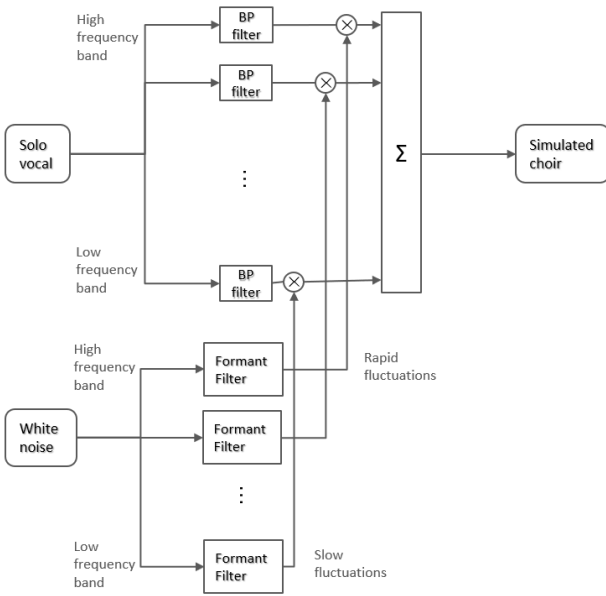 High
frequency
band
BP
filter
×
BP
filter
×
Solo
vocal
Σ
Simulated
choir
⋮
Low
frequency
band
BP
filter
×
High
frequency
band
Formant
Filter
Rapid
fluctuations
White
noise
Formant
Filter
⋮
Low
frequency
band
Formant
Filter
Slow
fluctuations